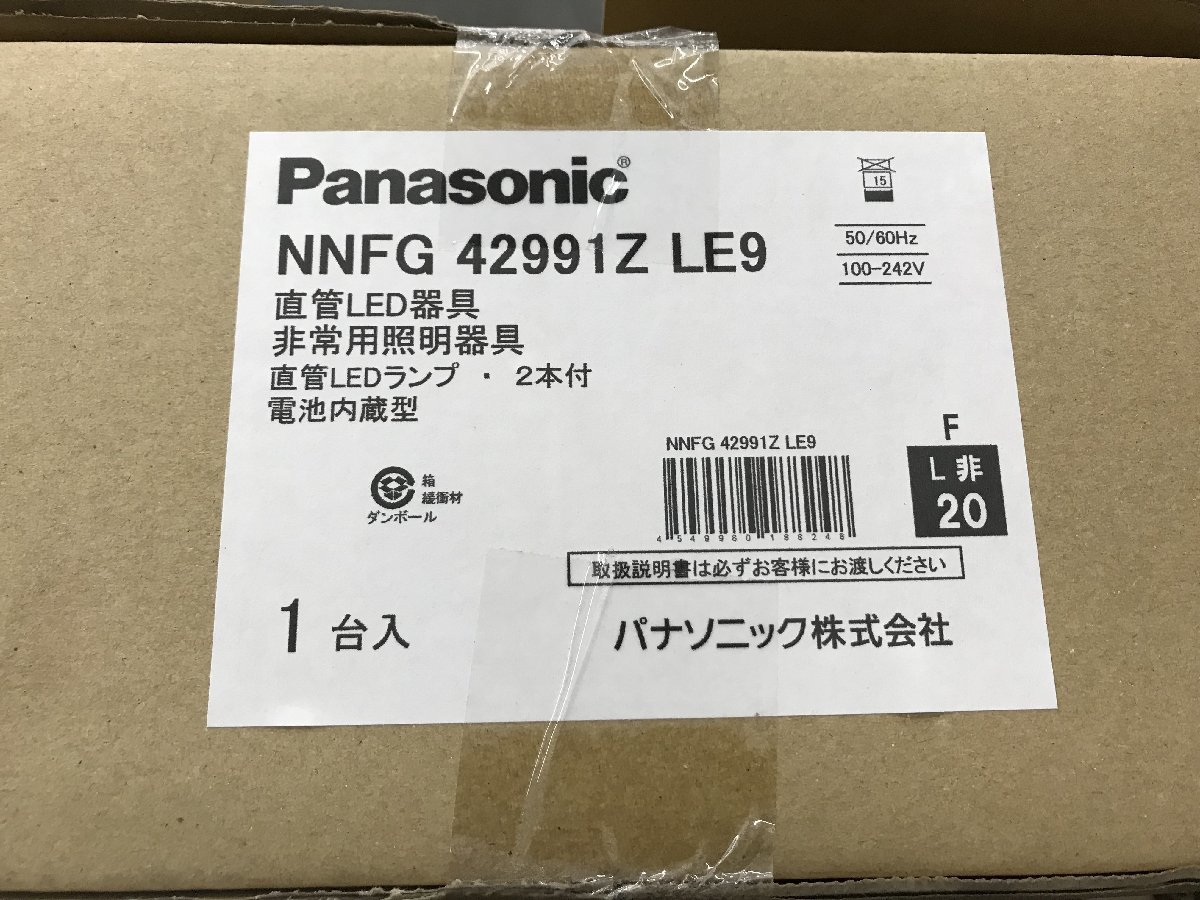 Panasonic®
NNFG 42991Z LE9
直管LED器具
非常用照明器具
直管LEDランプ ・ 2本付
電池内蔵型
15
50/60Hz
100-242V
箱
緩衝材
ダンボール
NNFG 42991Z LE9
4549980186248
F
L 非
20
取扱説明書は必ずお客様にお渡しください
1 台入
パナソニック株式会社